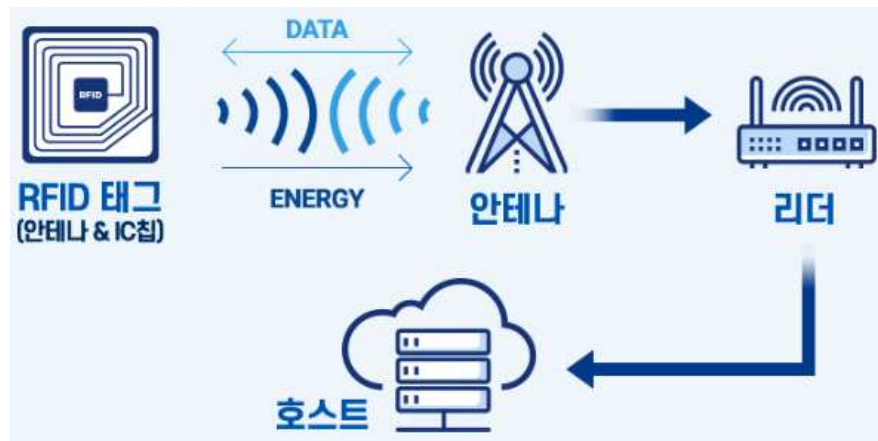 DATA
RFID
ENERGY
RFID 태그
(안테나 & IC칩)
안테나
리더
호스트